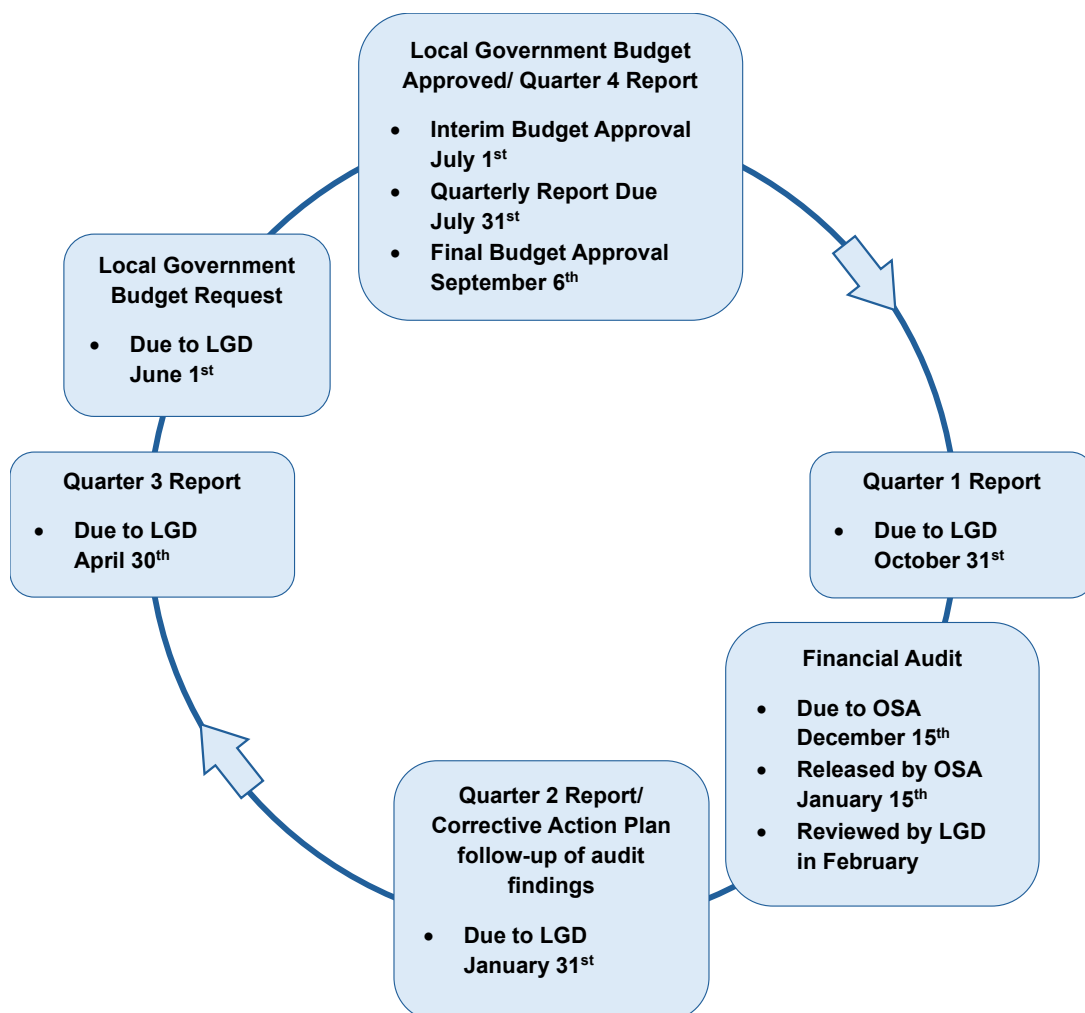 Local Government Budget
Approved/ Quarter 4 Report
• Interim Budget Approval
July 1st
• Quarterly Report Due
July 31st
• Final Budget Approval
September 6th
Quarter 1 Report
• Due to LGD
October 31st
Financial Audit
• Due to OSA
December 15th
• Released by OSA
January 15th
• Reviewed by LGD
in February
Quarter 2 Report/
Corrective Action Plan
follow-up of audit
findings
• Due to LGD
January 31st
Quarter 3 Report
• Due to LGD
April 30th
Local Government
Budget Request
• Due to LGD
June 1st